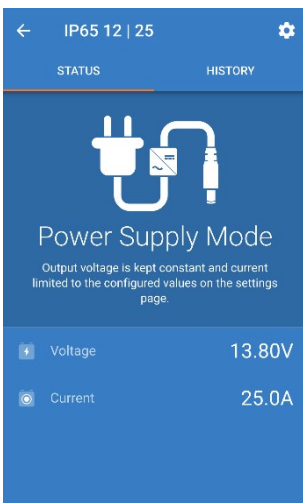 IP65 12 | 25
STATUS HISTORY
Power Supply Mode
Output voltage is kept constant and current
limited to the configured values on the settings
page.
Voltage 13.80V
Current 25.0A